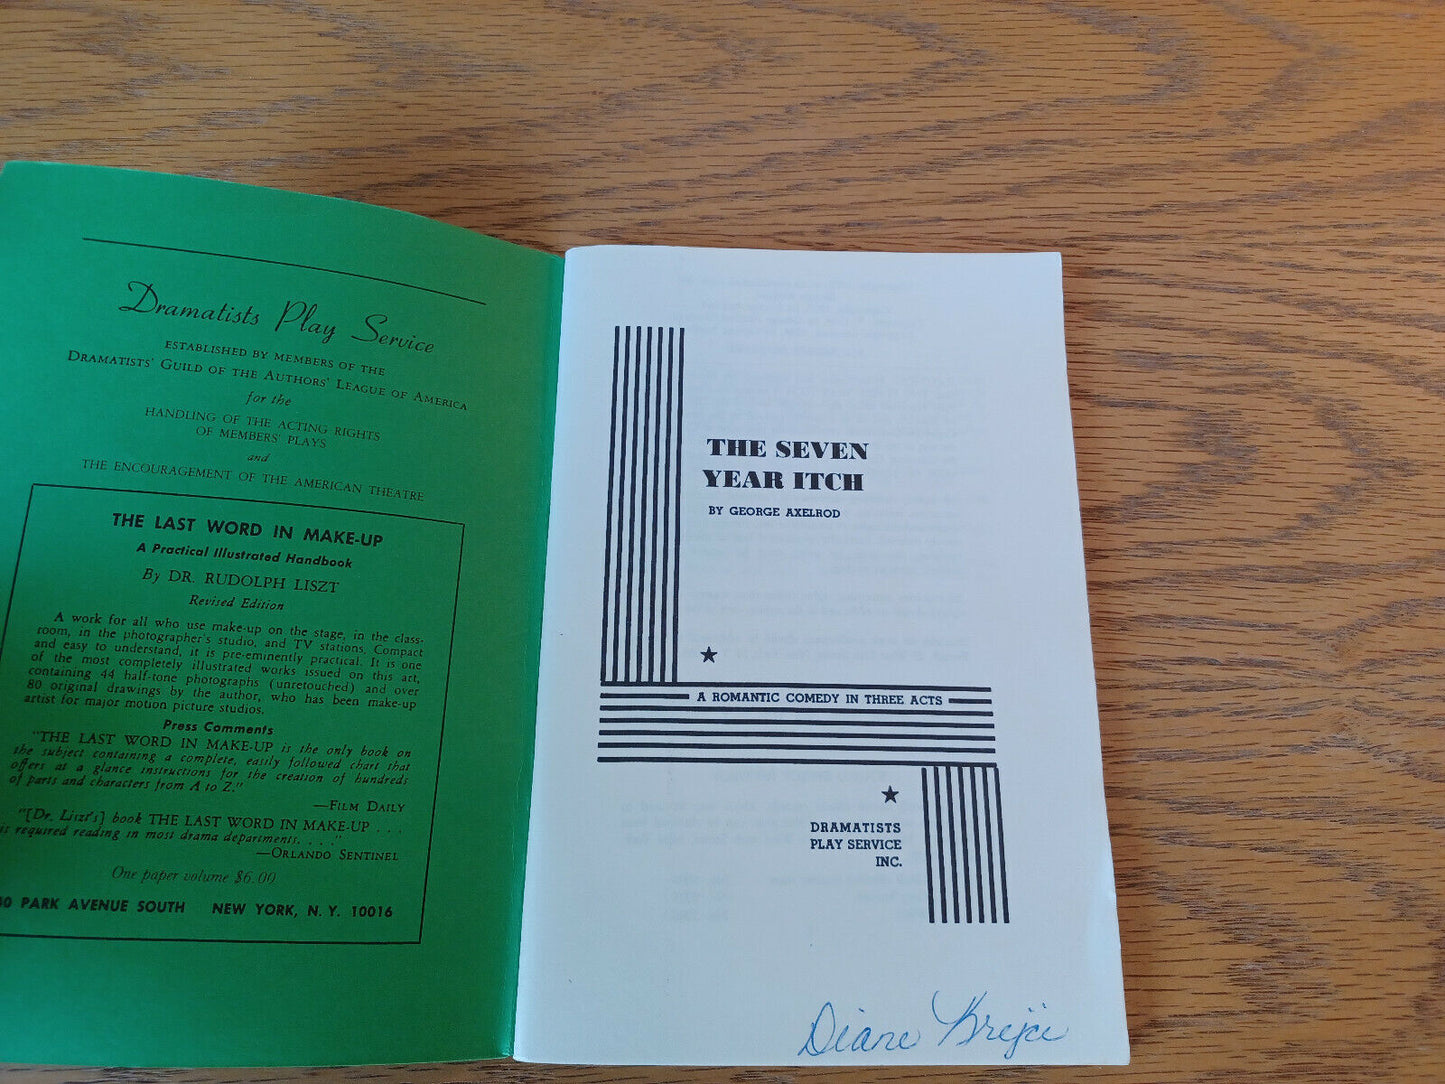 Dramatists Play Service
ESTABLISHED BY MEMBERS OF THE
DRAMATISTS' GUILD OF THE AUTHORS' LEAGUE OF AMERICA
for the
HANDLING OF THE ACTING RIGHTS
OF MEMBERS' PLAYS
and
THE ENCOURAGEMENT OF THE AMERICAN THEATRE
THE LAST WORD IN MAKE-UP
A Practical Illustrated Handbook
By DR. RUDOLPH LISZT
Revised Edition
A work for all who use make-up on the stage, in the class-
room, in the photographer's studio, and TV stations. Compact
and easy to understand, it is pre-eminently practical. It is one
of the most completely illustrated works issued on this art,
containing 44 half-tone photographs (unretouched) and over
80 original drawings by the author, who has been make-up
artist for major motion picture studios.
Press Comments
"THE LAST WORD IN MAKE-UP is the only book on
the subject containing a complete, easily followed chart that
offers at a glance instructions for the creation of hundreds
of parts and characters from A to Z."
—FILM DAILY
"[Dr. Liszt's] book THE LAST WORD IN MAKE-UP . . .
is required reading in most drama departments. . . ."
—ORLANDO SENTINEL
One paper volume $6.00
PARK AVENUE SOUTH NEW YORK, N. Y. 10016
THE SEVEN
YEAR ITCH
BY GEORGE AXELROD
A ROMANTIC COMEDY IN THREE ACTS
DRAMATISTS
PLAY SERVICE
INC.
Diane Krejci